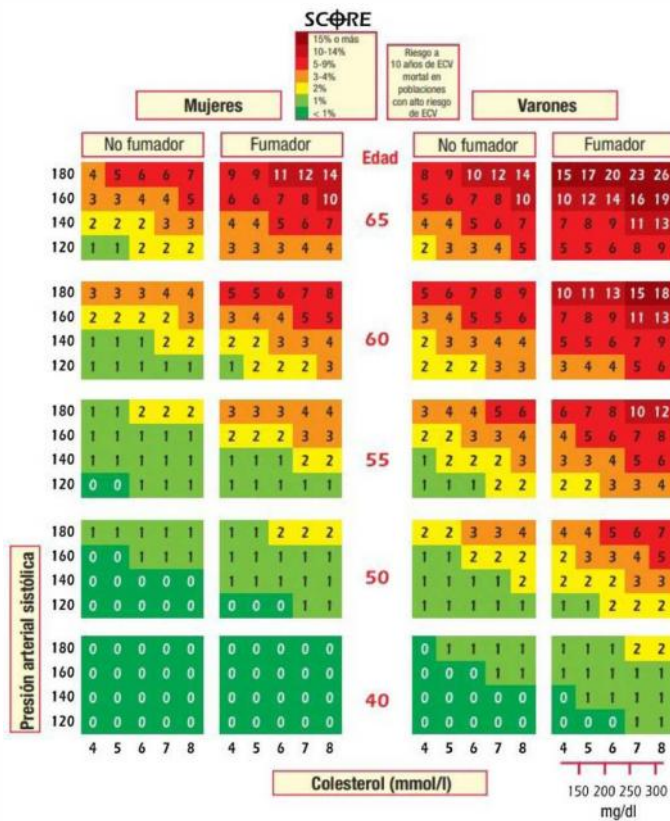 SCORE
15% o más
10-14%
5-9%
3-4%
2%
1%
< 1%
Riesgo a
10 años de ECV
mortal en
poblaciones
con alto riesgo
de ECV
Mujeres
Varones
No fumador
Fumador
Edad
No fumador
Fumador
180 4 5 6 6 7 9 9 11 12 14 8 9 10 12 14 15 17 20 23 26
160 3 3 4 4 5 6 6 7 8 10 5 6 7 8 10 10 12 14 16 19
65
140 2 2 2 3 3 4 4 5 6 7 4 4 5 6 7 7 8 9 11 13
120 1 1 2 2 2 3 3 3 4 4 2 3 3 4 5 5 5 6 8 9
180 3 3 3 4 4 5 5 6 7 8 5 6 7 8 9 10 11 13 15 18
160 2 2 2 2 3 3 4 4 5 5 3 4 5 5 6 7 8 9 11 13
60
140 1 1 1 2 2 2 2 3 3 4 2 3 3 4 4 5 5 6 7 9
120 1 1 1 1 1 1 2 2 2 3 2 2 2 3 3 3 4 4 5 6
180 1 1 2 2 2 3 3 3 4 4 3 4 4 5 6 6 7 8 10 12
160 1 1 1 1 1 2 2 2 3 3 2 2 3 3 4 4 5 6 7 8
55
140 1 1 1 1 1 1 1 1 2 2 1 2 2 2 3 3 3 4 5 6
120 0 0 1 1 1 1 1 1 1 1 1 1 1 2 2 2 2 3 3 4
180 1 1 1 1 1 1 1 2 2 2 2 2 3 3 4 4 4 5 6 7
160 0 0 1 1 1 1 1 1 1 1 1 1 2 2 2 2 3 3 4 5
50
140 0 0 0 0 0 1 1 1 1 1 1 1 1 1 2 2 2 2 3 3
120 0 0 0 0 0 0 0 0 1 1 1 1 1 1 1 1 1 2 2 2
180 0 0 0 0 0 0 0 0 0 0 0 1 1 1 1 1 1 1 2 2
160 0 0 0 0 0 0 0 0 0 0 0 0 0 1 1 1 1 1 1 1
40
140 0 0 0 0 0 0 0 0 0 0 0 0 0 0 0 0 1 1 1 1
120 0 0 0 0 0 0 0 0 0 0 0 0 0 0 0 0 0 0 1 1
4 5 6 7 8 4 5 6 7 8 4 5 6 7 8 4 5 6 7 8
Presión arterial sistólica
Colesterol (mmol/l)
150 200 250 300
mg/dl